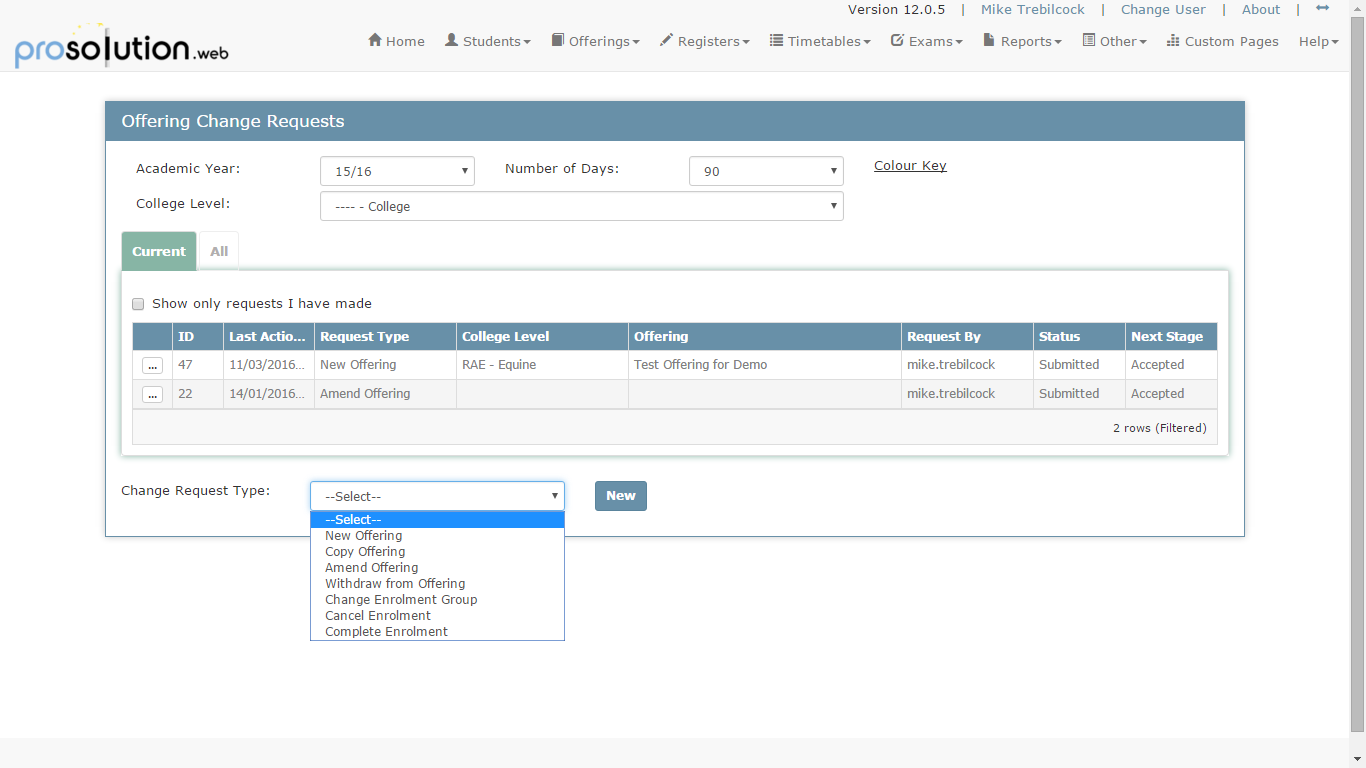 Version 12.0.5 | Mike Trebilcock | Change User | About |
prosolution.web
Home Students Offerings Registers Timetables Exams Reports Other Custom Pages Help
Offering Change Requests
Academic Year: 15/16 Number of Days: 90 Colour Key
College Level: ---- - College
Current All
Show only requests I have made
ID Last Actio... Request Type College Level Offering Request By Status Next Stage
... 47 11/03/2016... New Offering RAE - Equine Test Offering for Demo mike.trebilcock Submitted Accepted
... 22 14/01/2016... Amend Offering mike.trebilcock Submitted Accepted
2 rows (Filtered)
Change Request Type: --Select-- New
--Select--
New Offering
Copy Offering
Amend Offering
Withdraw from Offering
Change Enrolment Group
Cancel Enrolment
Complete Enrolment